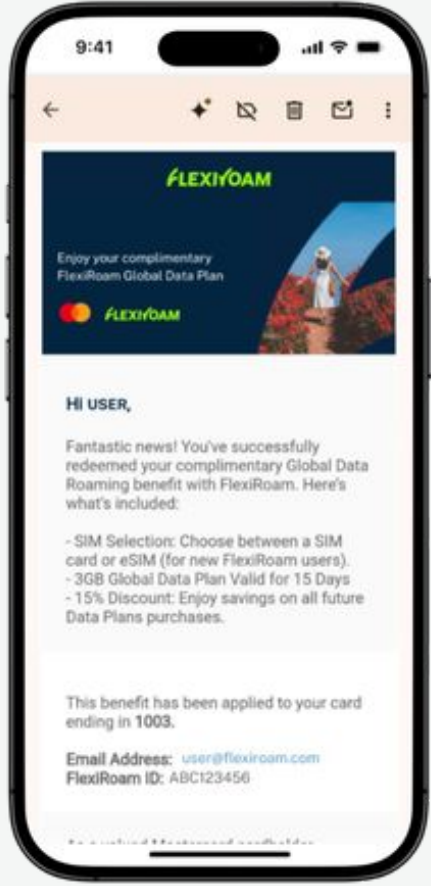 9:41
FLEXIROAM
Enjoy your complimentary
FlexiRoam Global Data Plan
FLEXIROAM
Hi USER,
Fantastic news! You've successfully
redeemed your complimentary Global Data
Roaming benefit with FlexiRoam. Here's
what's included:
- SIM Selection: Choose between a SIM
card or eSIM (for new FlexiRoam users).
- 3GB Global Data Plan Valid for 15 Days
- 15% Discount: Enjoy savings on all future
Data Plans purchases.
This benefit has been applied to your card
ending in 1003.
Email Address: user@flexiroam.com
FlexiRoam ID: ABC123456
As a valued Mastercard cardholder